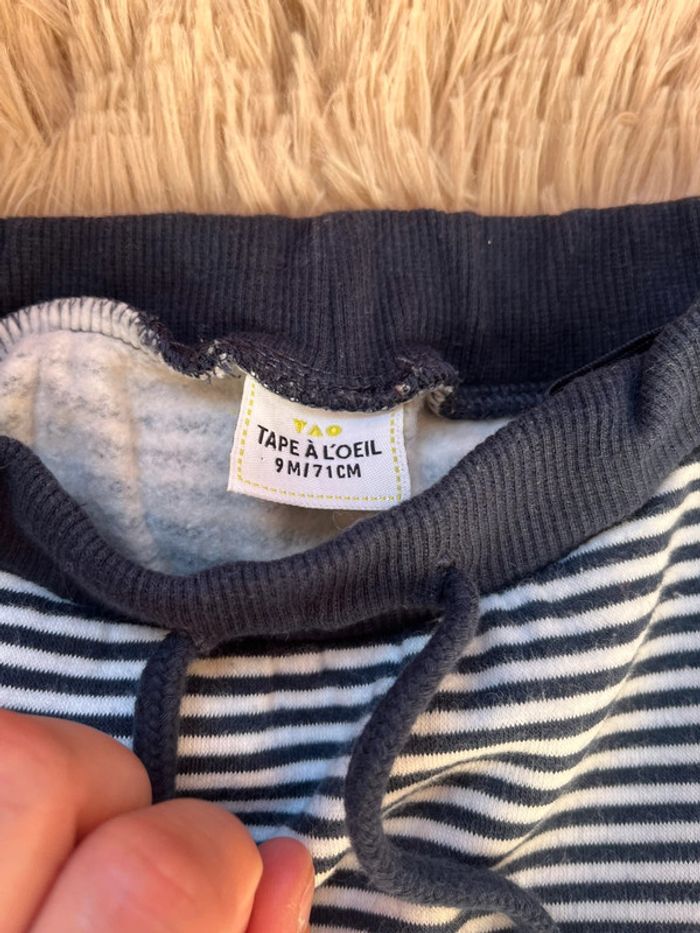 TAO
TAPE À L'OEIL
9M/71CM